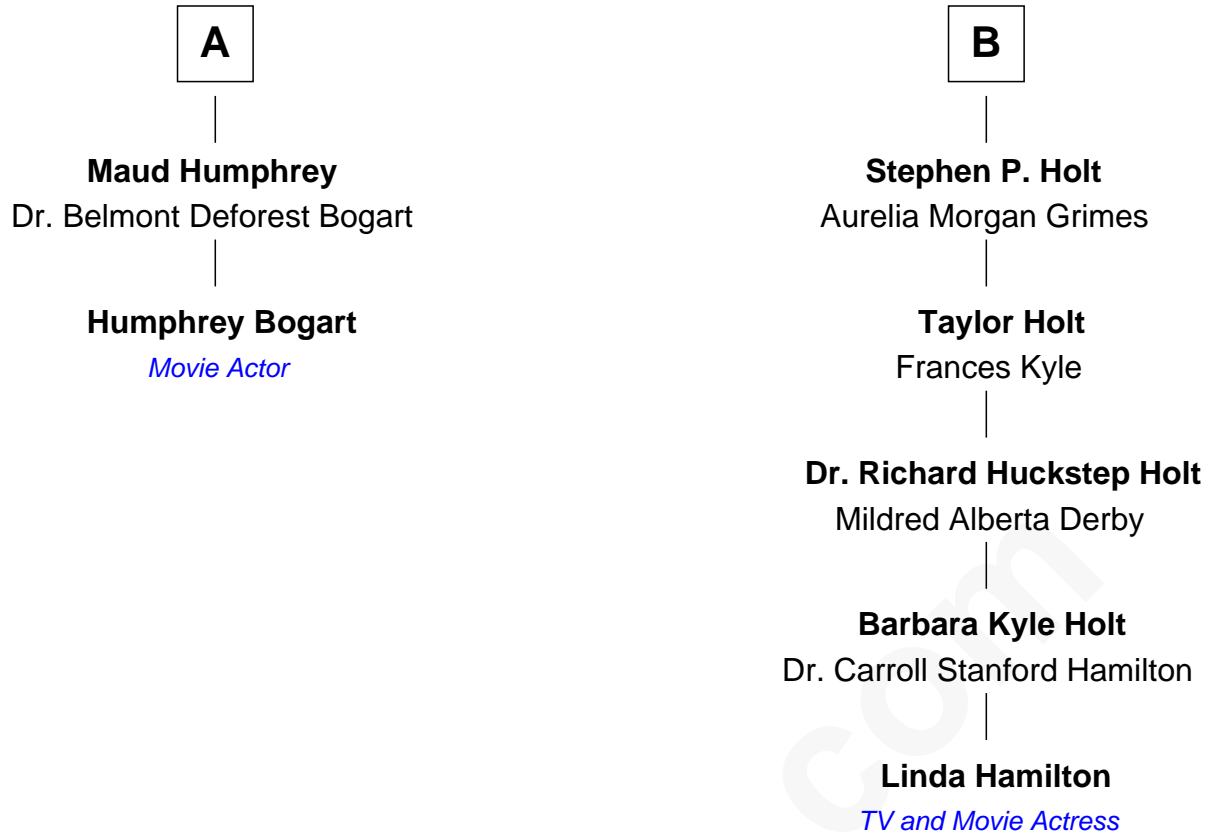 A
Maud Humphrey
Dr. Belmont Deforest Bogart
Humphrey Bogart
Movie Actor
B
Stephen P. Holt
Aurelia Morgan Grimes
Taylor Holt
Frances Kyle
Dr. Richard Huckstep Holt
Mildred Alberta Derby
Barbara Kyle Holt
Dr. Carroll Stanford Hamilton
Linda Hamilton
TV and Movie Actress
com